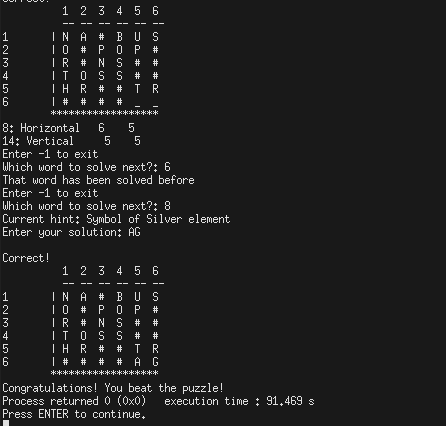 Correct!
1 2 3 4 5 6
-- -- -- -- -- --
1 | N A # B U S
2 | O # P O P #
3 | R # N S # #
4 | T O S S # #
5 | H R # # T R
6 | # # # # _ _
******************
8: Horizontal 6 5
14: Vertical 5 5
Enter -1 to exit
Which word to solve next?: 6
That word has been solved before
Enter -1 to exit
Which word to solve next?: 8
Current hint: Symbol of Silver element
Enter your solution: AG
Correct!
1 2 3 4 5 6
-- -- -- -- -- --
1 | N A # B U S
2 | O # P O P #
3 | R # N S # #
4 | T O S S # #
5 | H R # # T R
6 | # # # # A G
******************
Congratulations! You beat the puzzle!
Process returned 0 (0x0) execution time : 91.469 s
Press ENTER to continue.